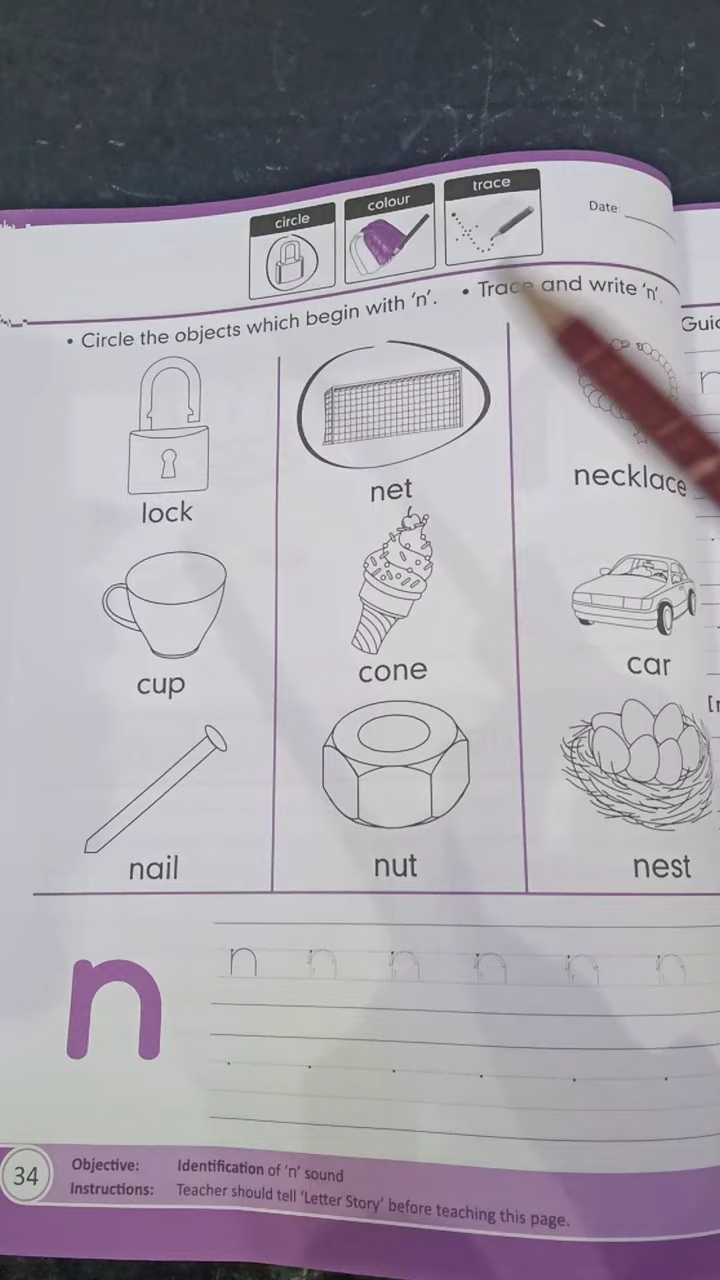 circle
colour
trace
Date:
• Circle the objects which begin with 'n'.
• Trace and write 'n'.
lock
net
necklace
cup
cone
car
nail
nut
nest
n
n n n n n n
34
Objective: Identification of 'n' sound
Instructions: Teacher should tell 'Letter Story' before teaching this page.